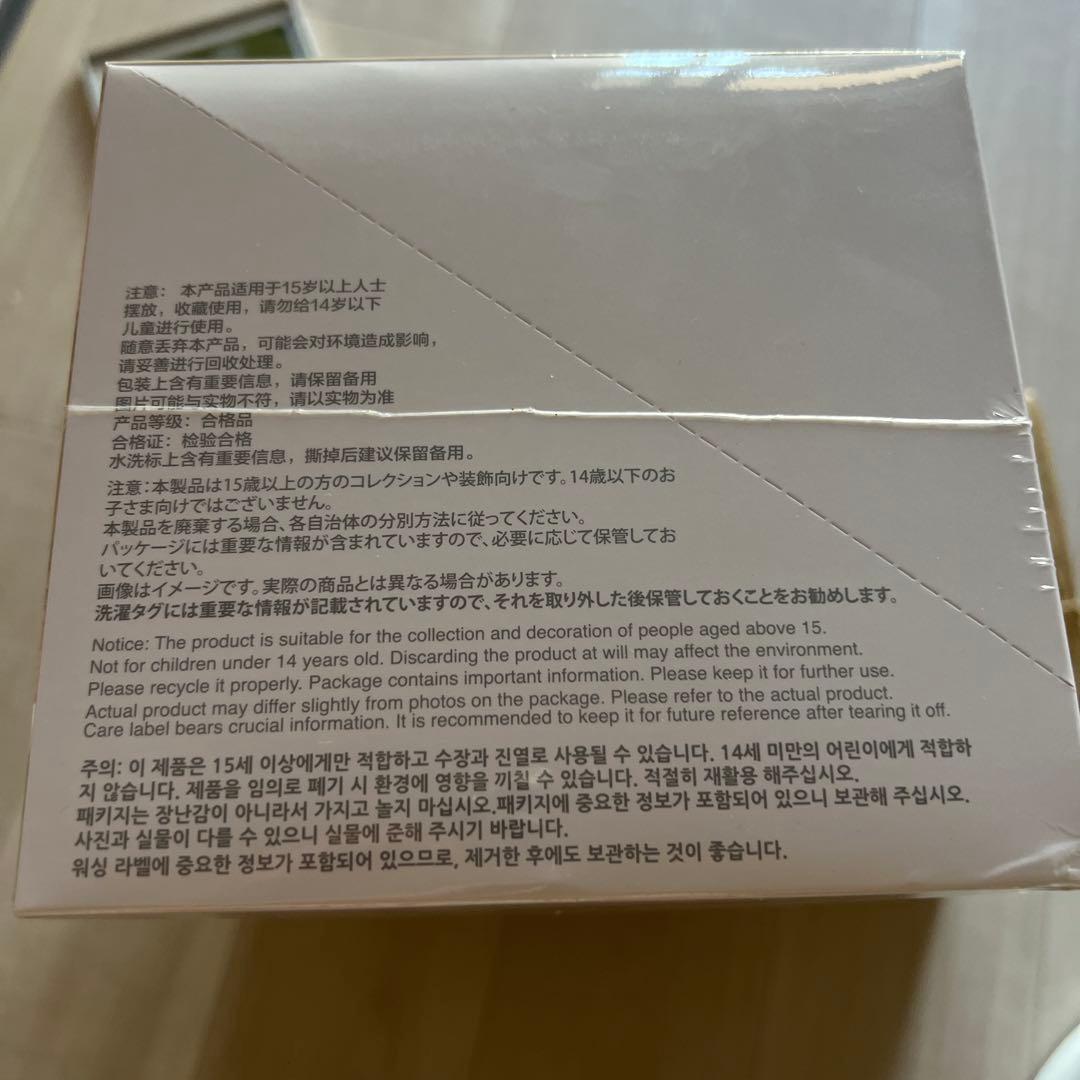 注意： 本产品适用于15岁以上人士
摆放，收藏使用，请勿给14岁以下
儿童进行使用。
随意丢弃本产品，可能会对环境造成影响，
请妥善进行回收处理。
包装上含有重要信息，请保留备用
图片可能与实物不符，请以实物为准
产品等级：合格品
合格证：检验合格
水洗标上含有重要信息，撕掉后建议保留备用。
注意：本製品は15歳以上の方のコレクションや装飾向けです。14歳以下のお
子さま向けではございません。
本製品を廃棄する場合、各自治体の分別方法に従ってください。
パッケージには重要な情報が含まれていますので、必要に応じて保管してお
いてください。
画像はイメージです。実際の商品とは異なる場合があります。
洗濯タグには重要な情報が記載されていますので、それを取り外した後保管しておくことをお勧めします。
Notice: The product is suitable for the collection and decoration of people aged above 15.
Not for children under 14 years old. Discarding the product at will may affect the environment.
Please recycle it properly. Package contains important information. Please keep it for further use.
Actual product may differ slightly from photos on the package. Please refer to the actual product.
Care label bears crucial information. It is recommended to keep it for future reference after tearing it off.
주의: 이 제품은 15세 이상에게만 적합하고 수장과 진열로 사용될 수 있습니다. 14세 미만의 어린이에게 적합하
지 않습니다. 제품을 임의로 폐기 시 환경에 영향을 끼칠 수 있습니다. 적절히 재활용 해주십시오.
패키지는 장난감이 아니라서 가지고 놀지 마십시오.패키지에 중요한 정보가 포함되어 있으니 보관해 주십시오.
사진과 실물이 다를 수 있으니 실물에 준해 주시기 바랍니다.
워싱 라벨에 중요한 정보가 포함되어 있으므로, 제거한 후에도 보관하는 것이 좋습니다.